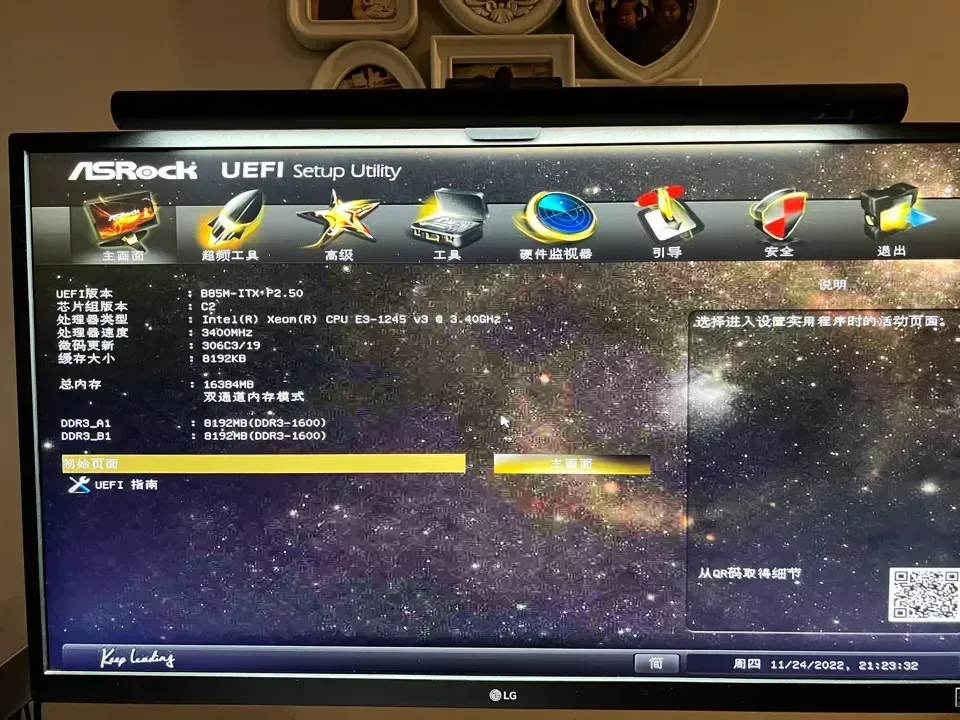 ASRock UEFI Setup Utility
主画面 超频工具 高级 工具 硬件监视器 引导 安全 退出
说明
UEFI版本 : B85M-ITX P2.50
芯片组版本 : C2
处理器类型 : Intel(R) Xeon(R) CPU E3-1245 v3 @ 3.40GHz
处理器速度 : 3400MHz
微码更新 : 306C3/19
缓存大小 : 8192KB
选择进入设置实用程序时的活动页面。
总内存 : 16384MB
双通道内存模式
DDR3_A1 : 8192MB(DDR3-1600)
DDR3_B1 : 8192MB(DDR3-1600)
初始页面 主画面
UEFI 指南
从QR码取得细节
Keep Leading
简
周四 11/24/2022, 21:23:32
LG